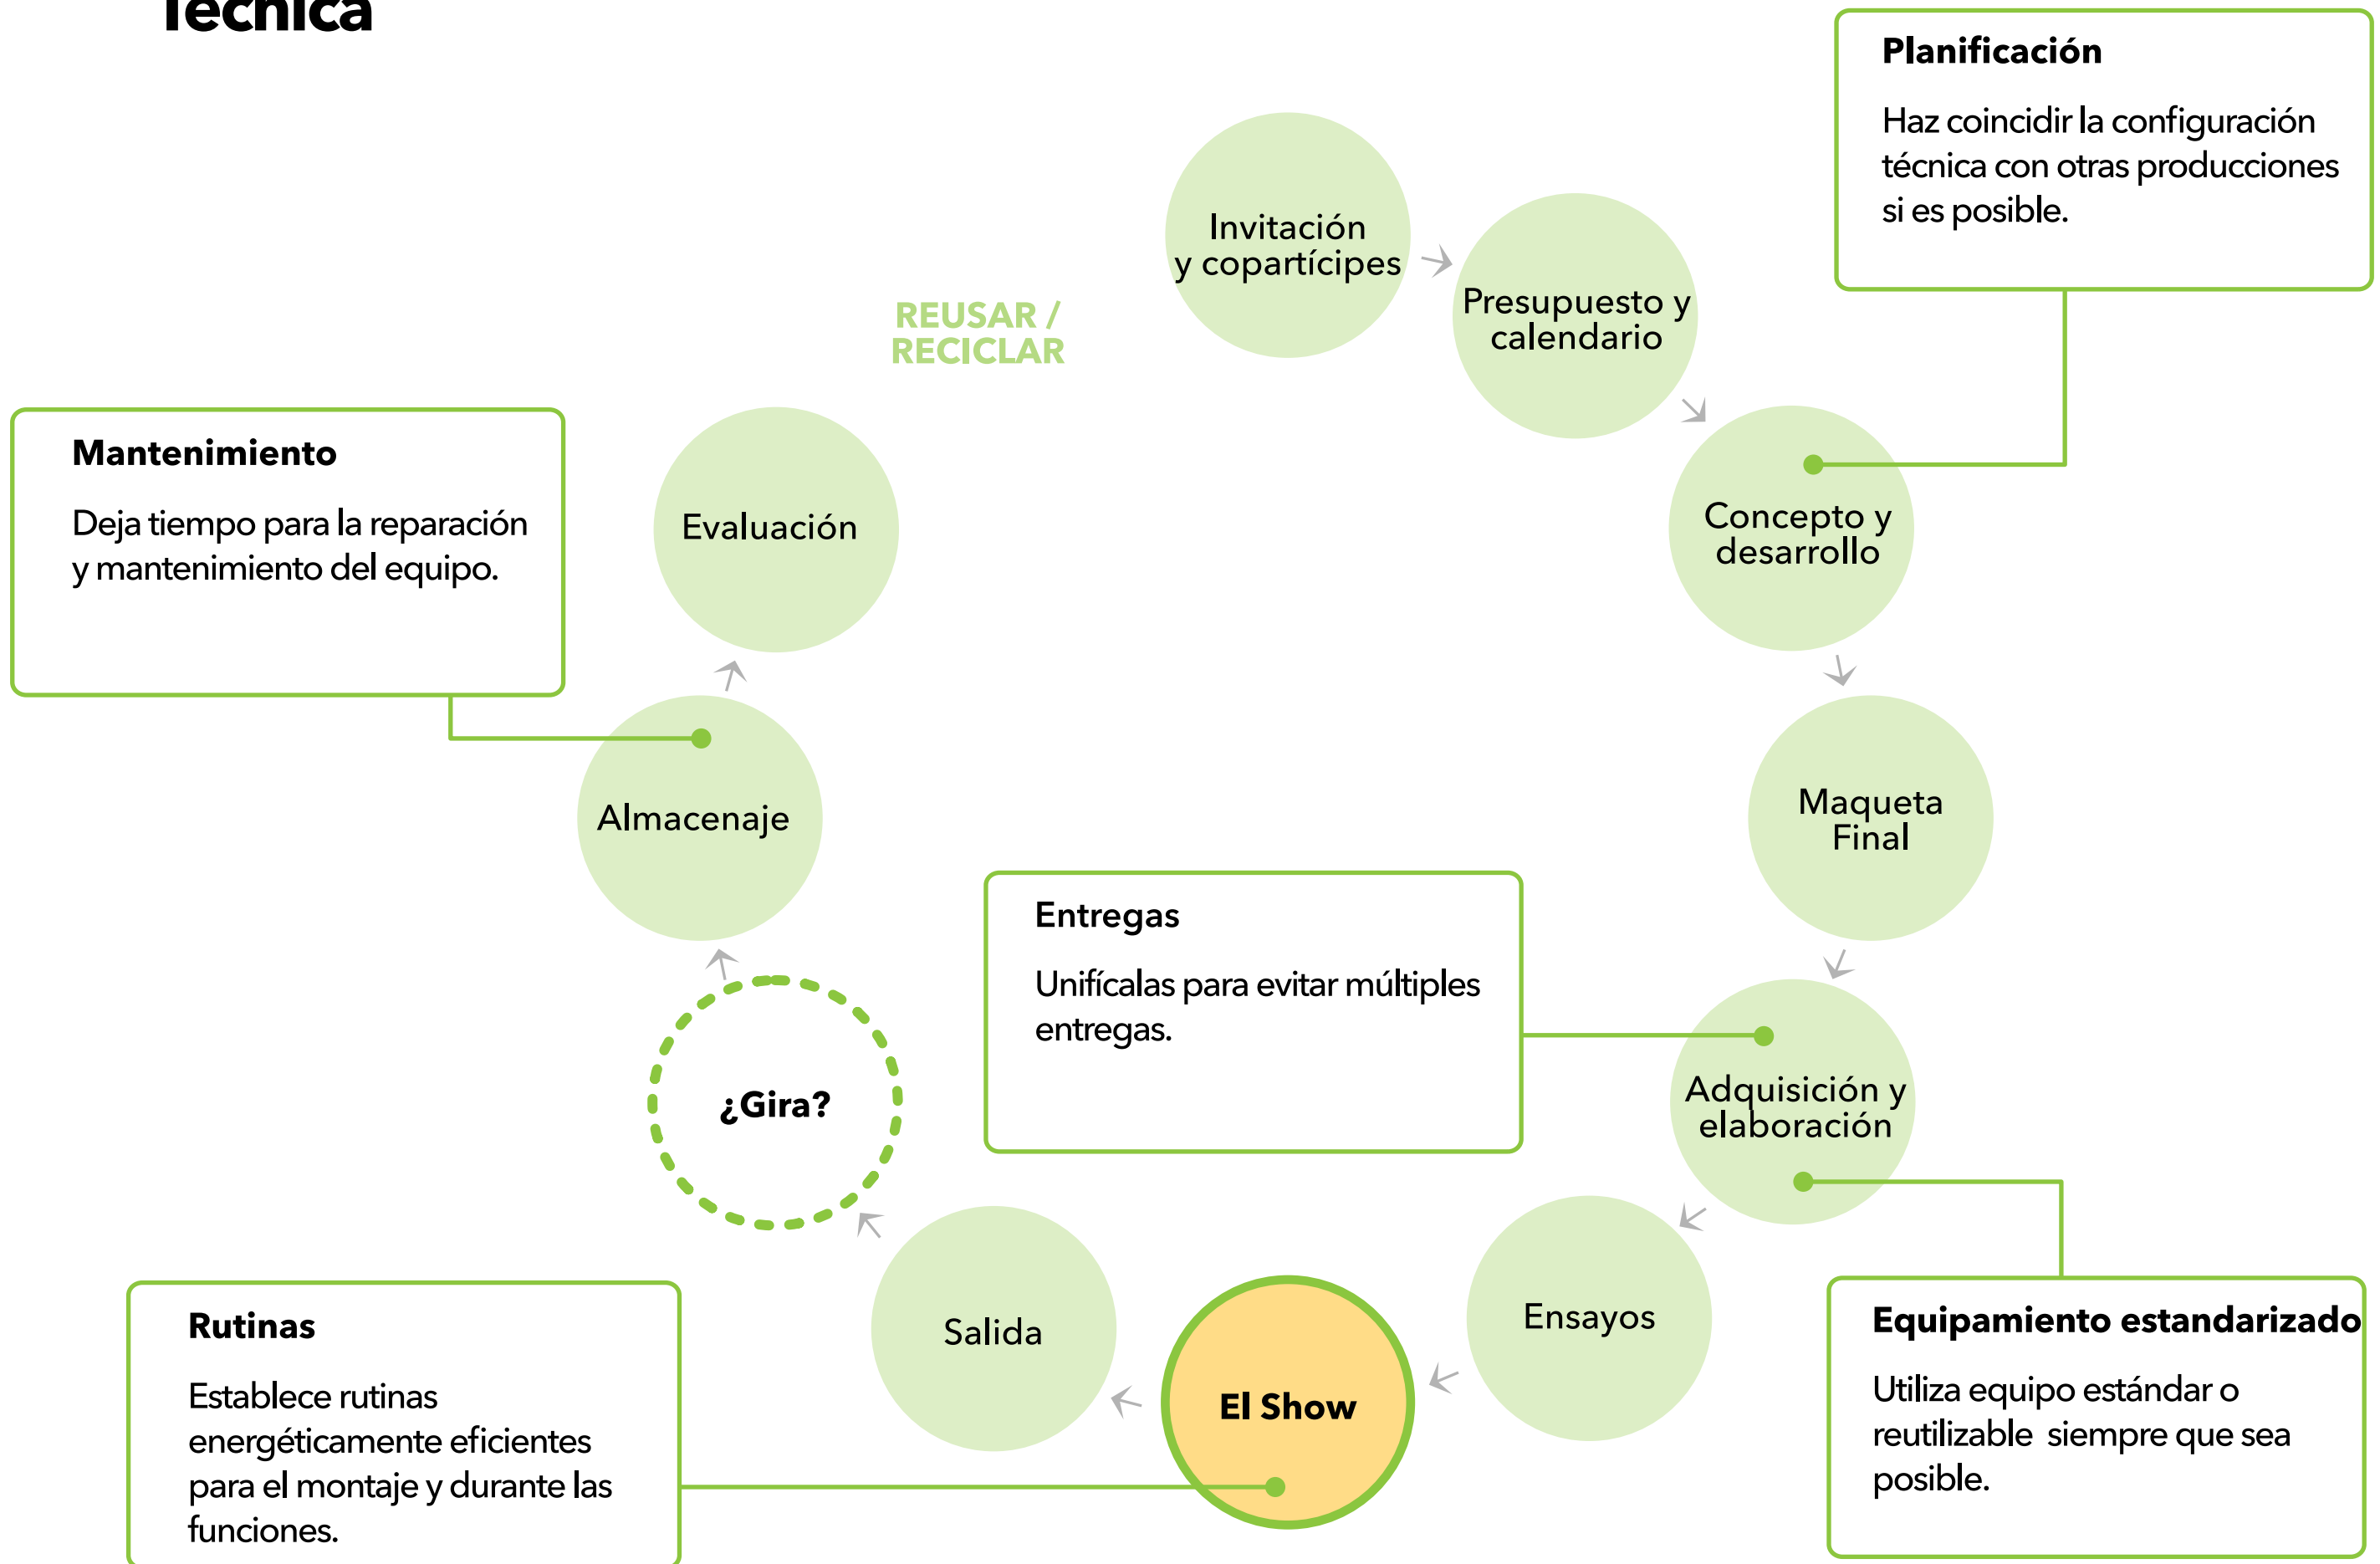 Técnica
Planificación
Haz coincidir la configuración
técnica con otras producciones
si es posible.
Invitación
y copartícipes
Presupuesto y
calendario
REUSAR /
RECICLAR
Mantenimiento
Deja tiempo para la reparación
y mantenimiento del equipo.
Evaluación
Concepto y
desarrollo
Almacenaje
Maqueta
Final
Entregas
Unifícalas para evitar múltiples
entregas.
¿Gira?
Adquisición y
elaboración
Rutinas
Establece rutinas
energéticamente eficientes
para el montaje y durante las
funciones.
Salida
El Show
Ensayos
Equipamiento estandarizado
Utiliza equipo estándar o
reutilizable siempre que sea
posible.